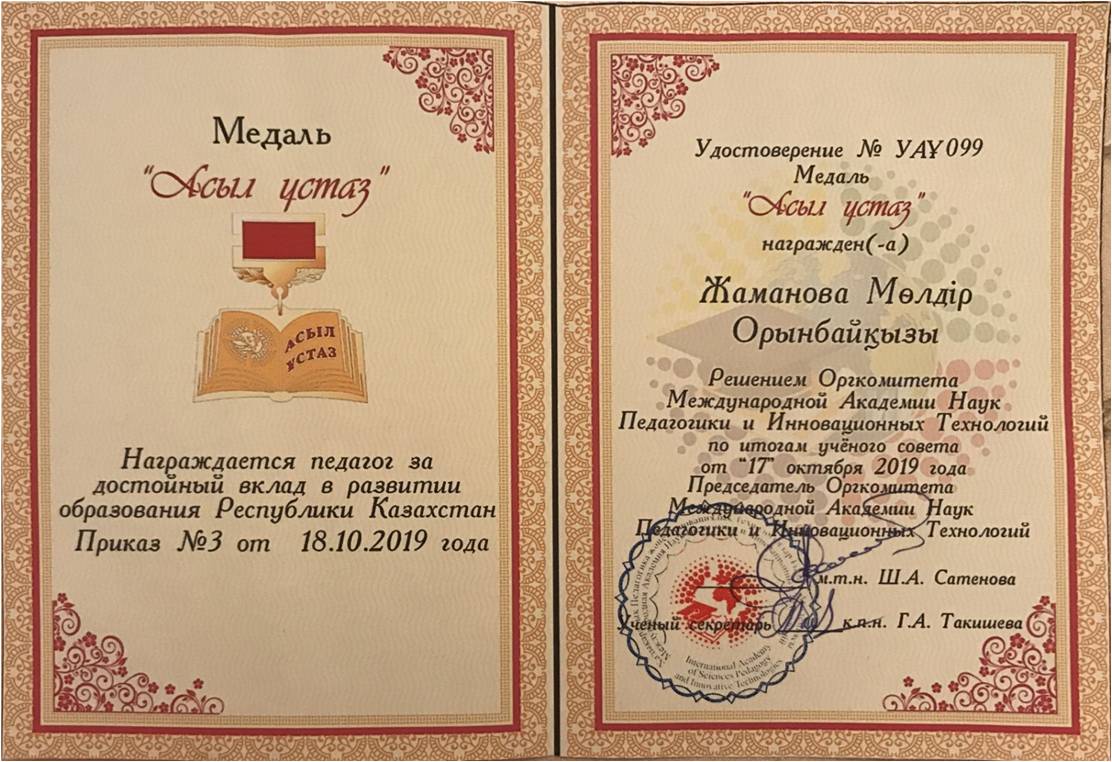 Медаль
"Асыл ұстаз"
АСЫЛ
ҰСТАЗ
Награждается педагог за
достойный вклад в развитии
образования Республики Казахстан
Приказ №3 от 18.10.2019 года
Удостоверение № УАҰ099
Медаль
"Асыл ұстаз"
награжден(-а)
Жаманова Мөлдір
Орынбайқызы
Решением Оргкомитета
Международной Академии Наук
Педагогики и Инновационных Технологий
по итогам учёного совета
от "17" октября 2019 года
Председатель Оргкомитета
Международной Академии Наук
Педагогики и Инновационных Технологий
м.т.н. Ш.А. Сатенова
Ученый секретарь к.п.н. Г.А. Такишева
International Academy
of Sciences Pedagogy
and Innovative Technologies